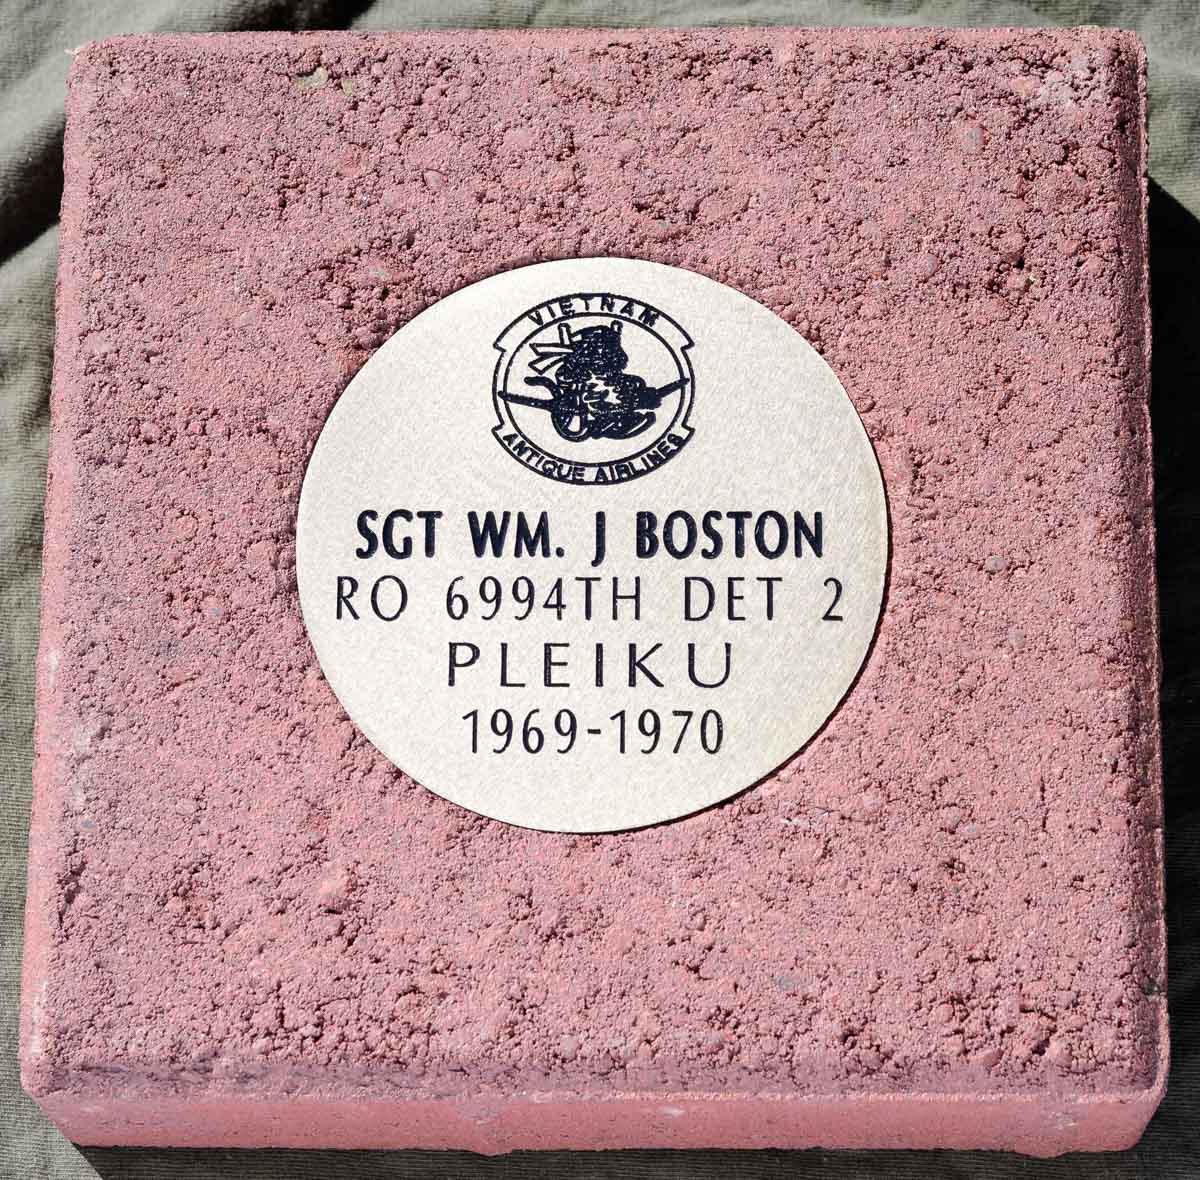 VIETNAM
ANTIQUE AIRLINES
SGT WM. J BOSTON
RO 6994TH DET 2
PLEIKU
1969-1970